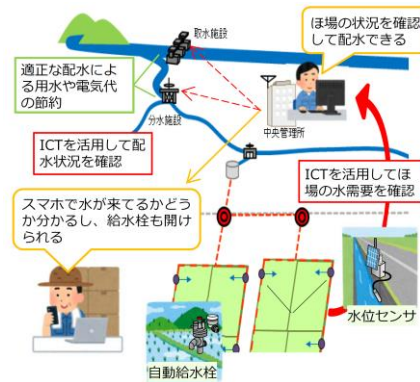 取水施設
ほ場の状況を確認
して配水できる
適正な配水によ
る用水や電気代
の節約
分水施設
中央管理所
ICTを活用して配
水状況を確認
ICTを活用してほ
場の水需要を確認
スマホで水が来てるかどう
か分かるし、給水栓も開け
られる
水位センサ
自動給水栓